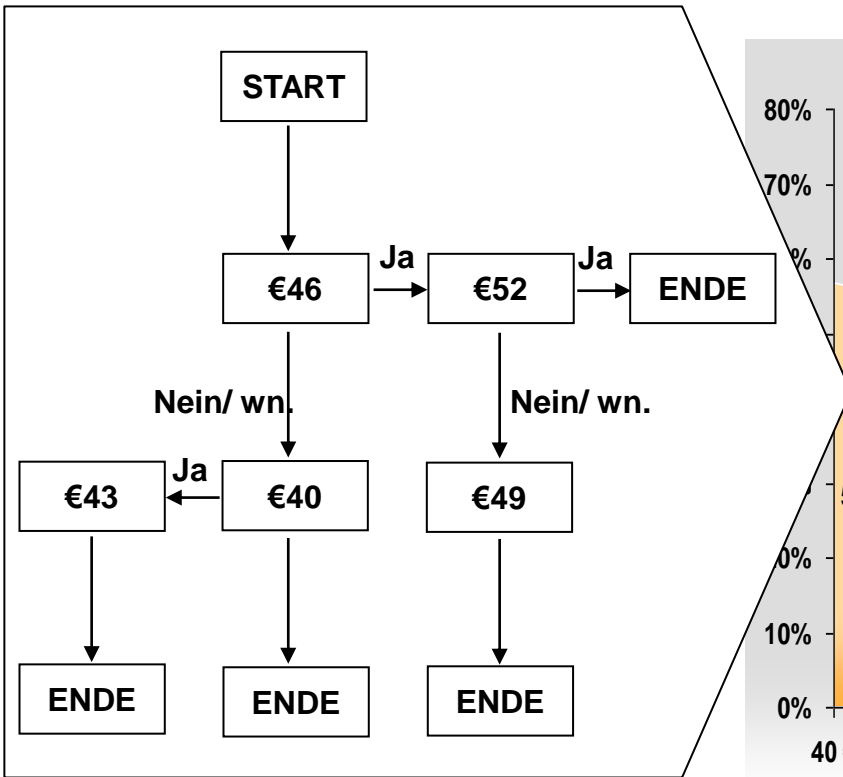 START
80%
70%
%
Ja
Ja
€46
€52
ENDE
Nein/ wn.
Nein/ wn.
Ja
€43
€40
€49
0%
10%
ENDE
ENDE
ENDE
0%
40